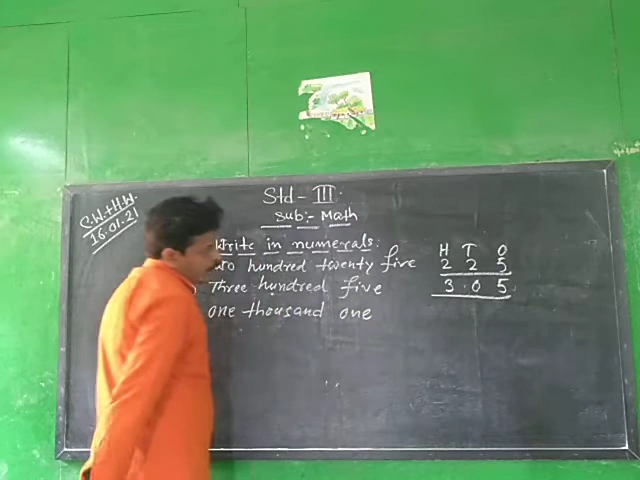 C.W.+H.W.
16.01.21
Std - III.
Sub:- Math
Write in numerals:
hundred twenty five
H T O
2 2 5
Three hundred five
3 0 5
one thousand one